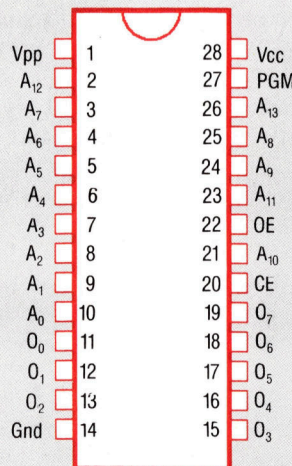 Vpp 1 28 Vcc
A12 2 27 PGM
A7 3 26 A13
A6 4 25 A8
A5 5 24 A9
A4 6 23 A11
A3 7 22 OE
A2 8 21 A10
A1 9 20 CE
A0 10 19 O7
O0 11 18 O6
O1 12 17 O5
O2 13 16 O4
Gnd 14 15 O3